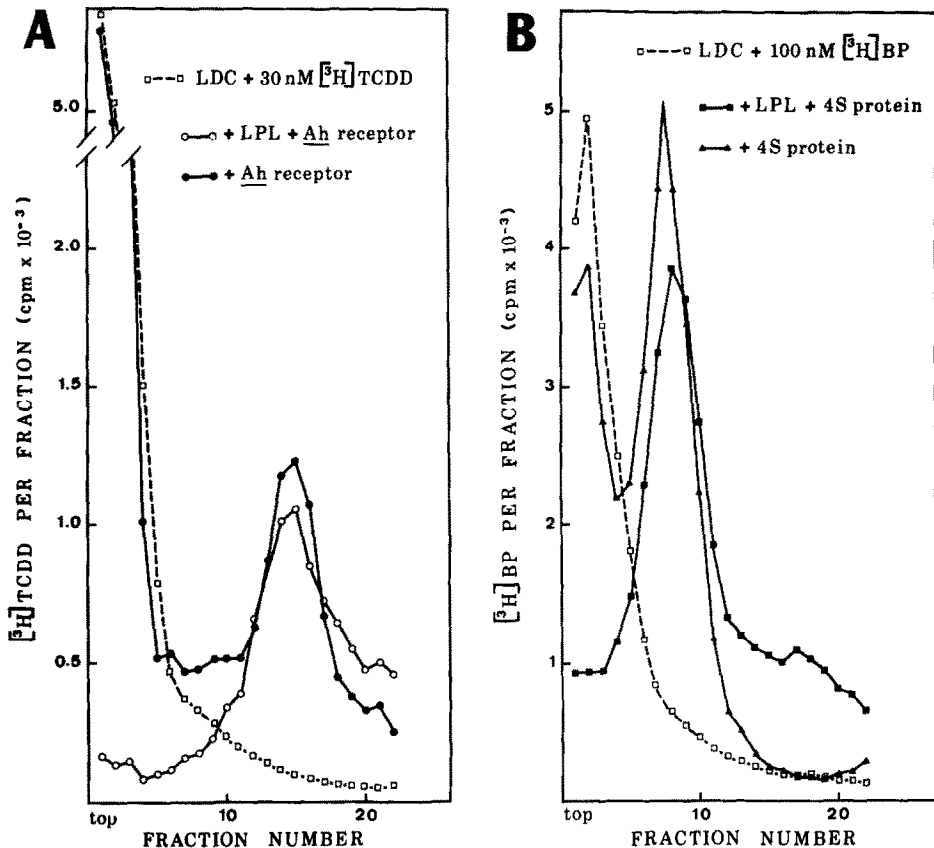 A
LDC + 30 nM [³H]TCDD
+ LPL + Ah receptor
+ Ah receptor
[³H]TCDD PER FRACTION (cpm x 10⁻³)
5.0
2.0
1.5
1.0
0.5
top
10
20
FRACTION NUMBER
B
LDC + 100 nM [³H]BP
+ LPL + 4S protein
+ 4S protein
[³H]BP PER FRACTION (cpm x 10⁻³)
5
4
3
2
1
top
10
20
FRACTION NUMBER